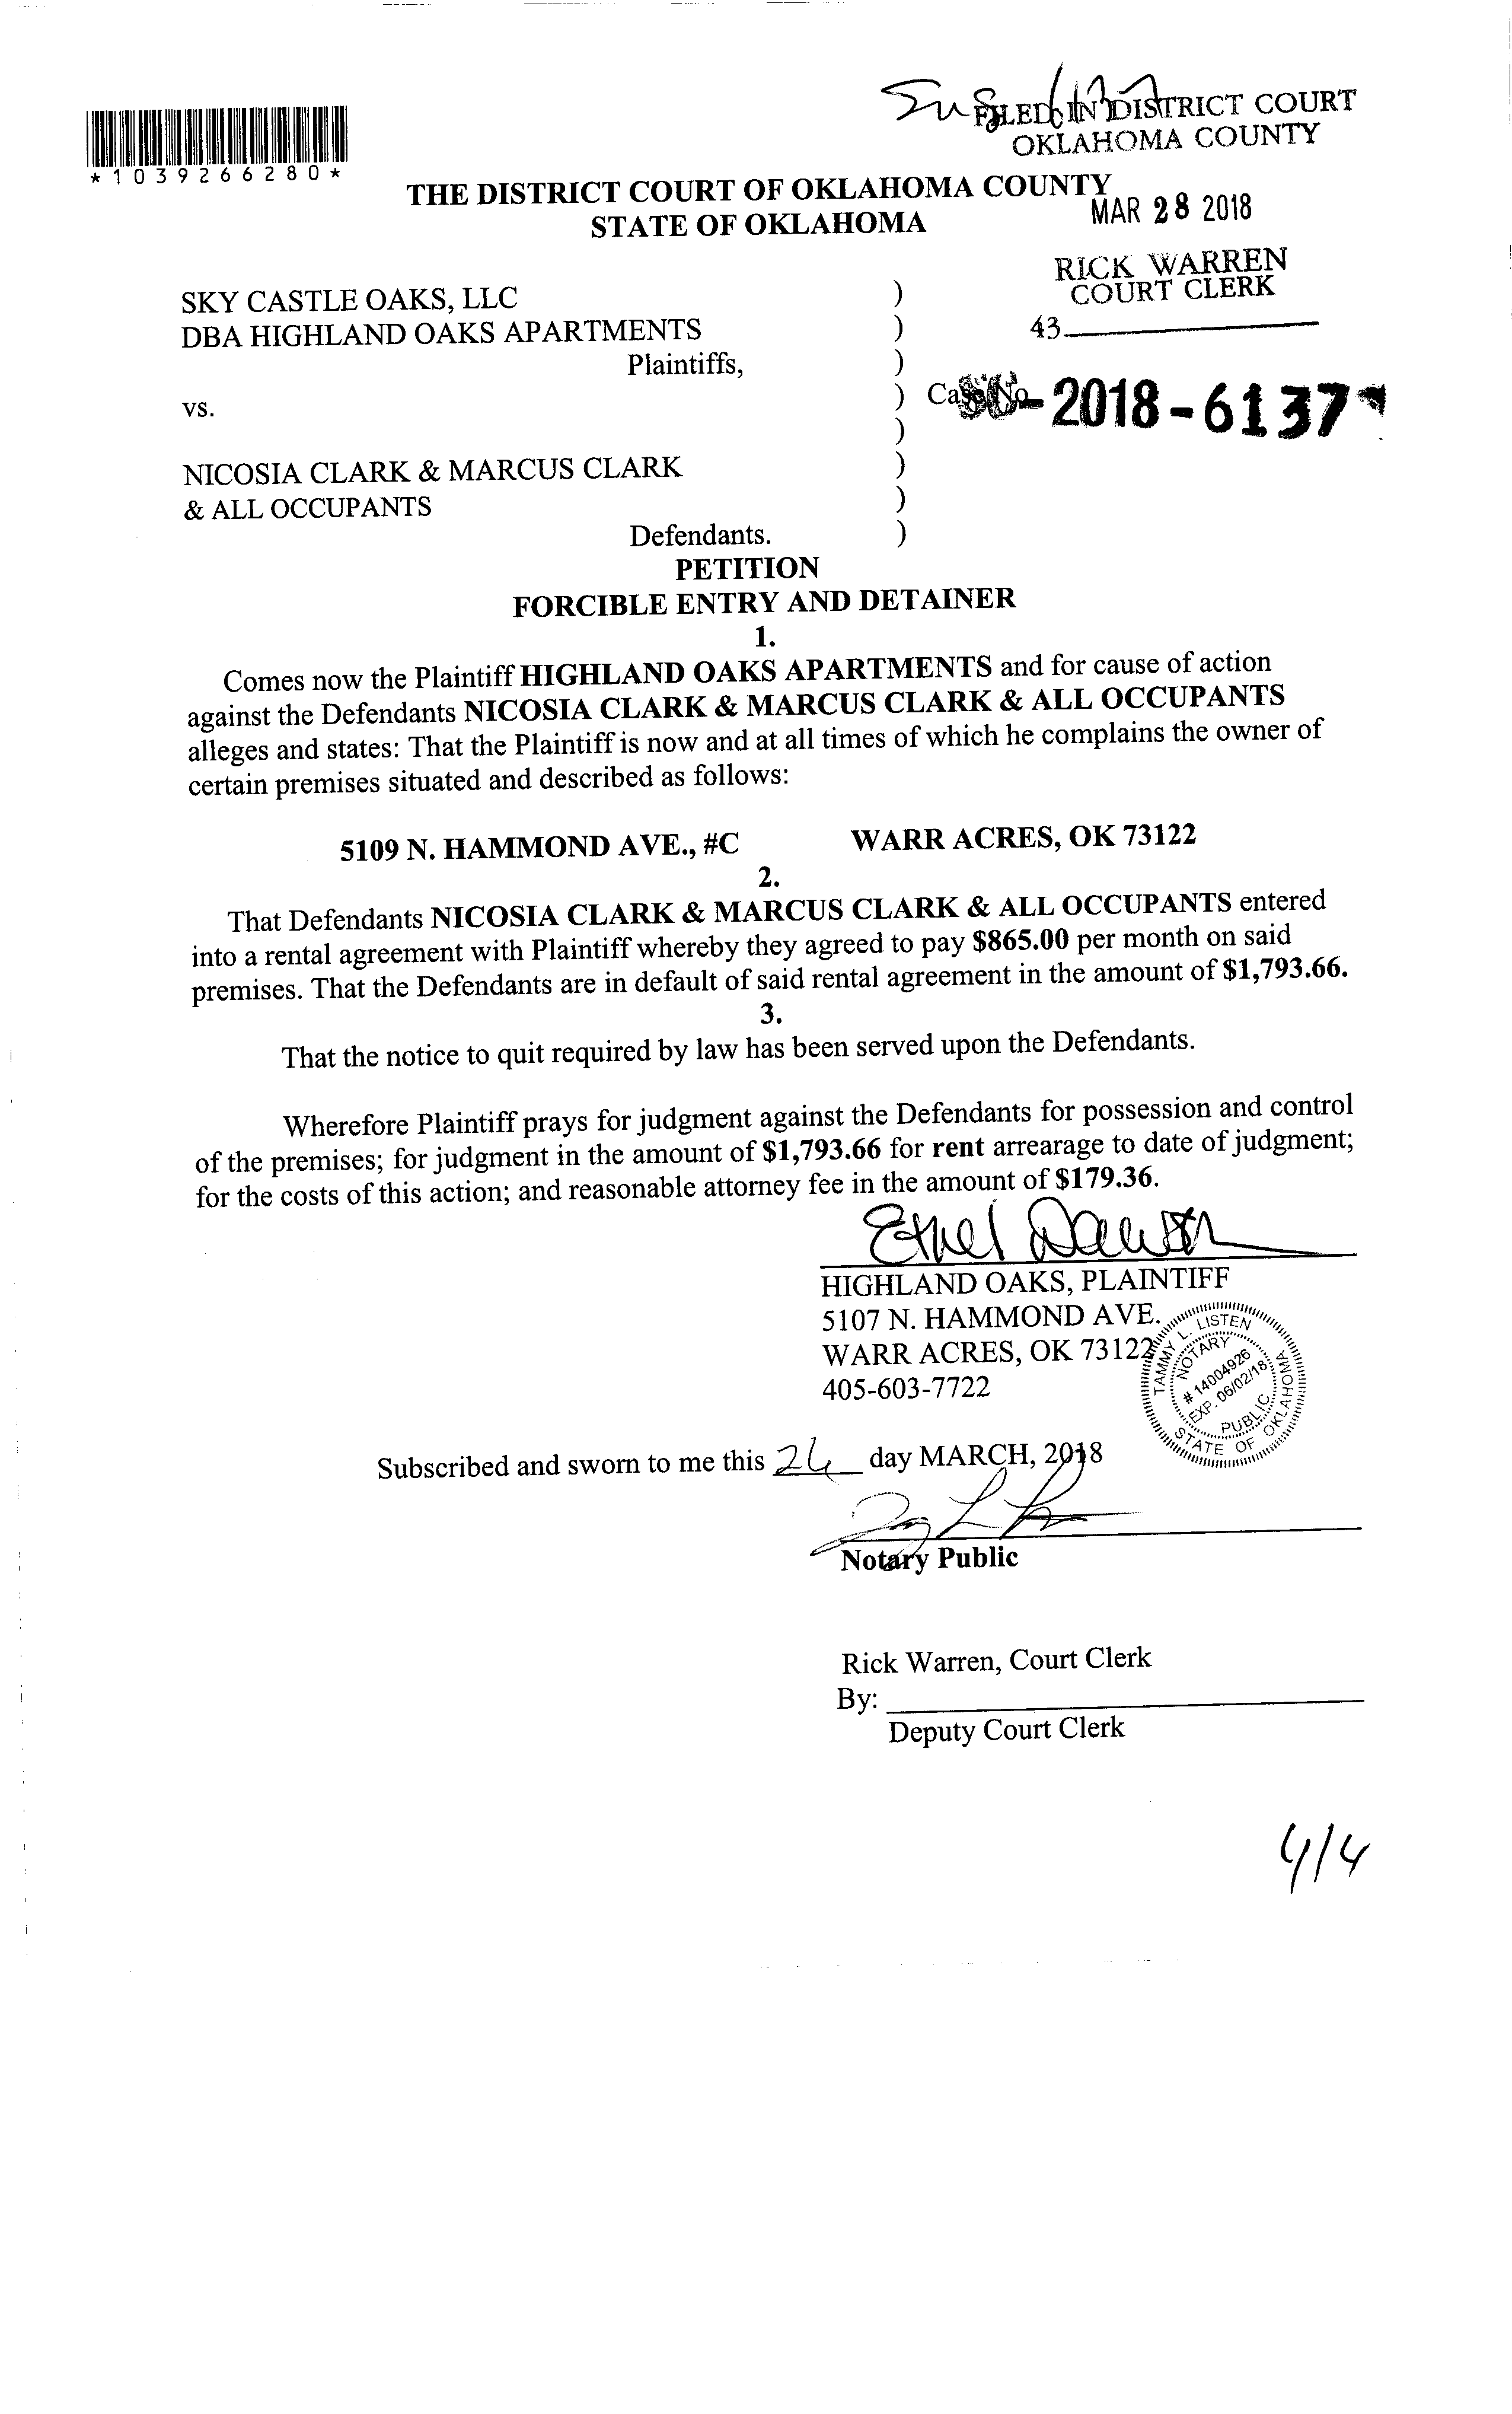 FILED IN DISTRICT COURT
OKLAHOMA COUNTY
*1039266280*
THE DISTRICT COURT OF OKLAHOMA COUNTY
STATE OF OKLAHOMA
MAR 28 2018
RICK WARREN
COURT CLERK
43
SKY CASTLE OAKS, LLC )
DBA HIGHLAND OAKS APARTMENTS )
Plaintiffs, )
vs. ) Case No SC-2018-6137
)
NICOSIA CLARK & MARCUS CLARK )
& ALL OCCUPANTS )
Defendants. )
PETITION
FORCIBLE ENTRY AND DETAINER
1.
Comes now the Plaintiff HIGHLAND OAKS APARTMENTS and for cause of action
against the Defendants NICOSIA CLARK & MARCUS CLARK & ALL OCCUPANTS
alleges and states: That the Plaintiff is now and at all times of which he complains the owner of
certain premises situated and described as follows:
5109 N. HAMMOND AVE., #C WARR ACRES, OK 73122
2.
That Defendants NICOSIA CLARK & MARCUS CLARK & ALL OCCUPANTS entered
into a rental agreement with Plaintiff whereby they agreed to pay $865.00 per month on said
premises. That the Defendants are in default of said rental agreement in the amount of $1,793.66.
3.
That the notice to quit required by law has been served upon the Defendants.
Wherefore Plaintiff prays for judgment against the Defendants for possession and control
of the premises; for judgment in the amount of $1,793.66 for rent arrearage to date of judgment;
for the costs of this action; and reasonable attorney fee in the amount of $179.36.
Ethel Dawson
HIGHLAND OAKS, PLAINTIFF
5107 N. HAMMOND AVE.
WARR ACRES, OK 73122
405-603-7722
TAMMY L. LISTEN
NOTARY
# 14004926
EXP. 06/02/18
PUBLIC
STATE OF OKLAHOMA
Subscribed and sworn to me this 26 day MARCH, 2018
Notary Public
Rick Warren, Court Clerk
By:
Deputy Court Clerk
4/4